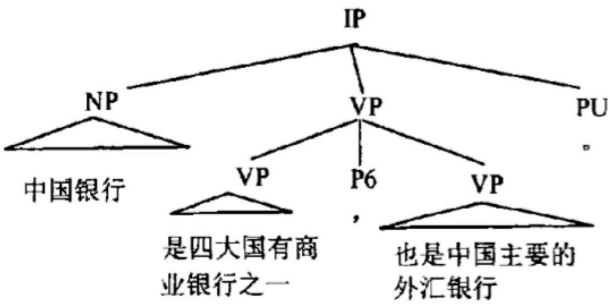 IP
NP VP PU
。
VP P6 VP
中国银行
，
是四大国有商 也是中国主要的
业银行之一 外汇银行